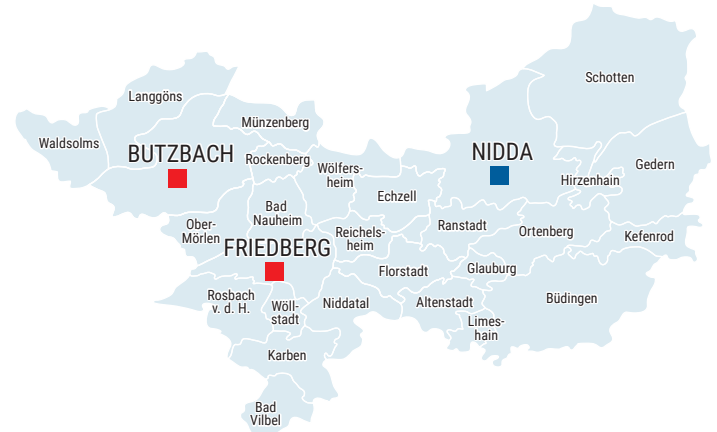 Schotten
Langgöns
Münzenberg
Waldsolms
BUTZBACH
NIDDA
Rockenberg
Wölfers-
heim
Gedern
Hirzenhain
Echzell
Bad
Nauheim
Ober-
Mörlen
Reichels-
heim
Ranstadt
Ortenberg
Kefenrod
FRIEDBERG
Florstadt
Glauburg
Rosbach
v. d. H.
Wöll-
stadt
Niddatal
Altenstadt
Büdingen
Limes-
hain
Karben
Bad
Vilbel